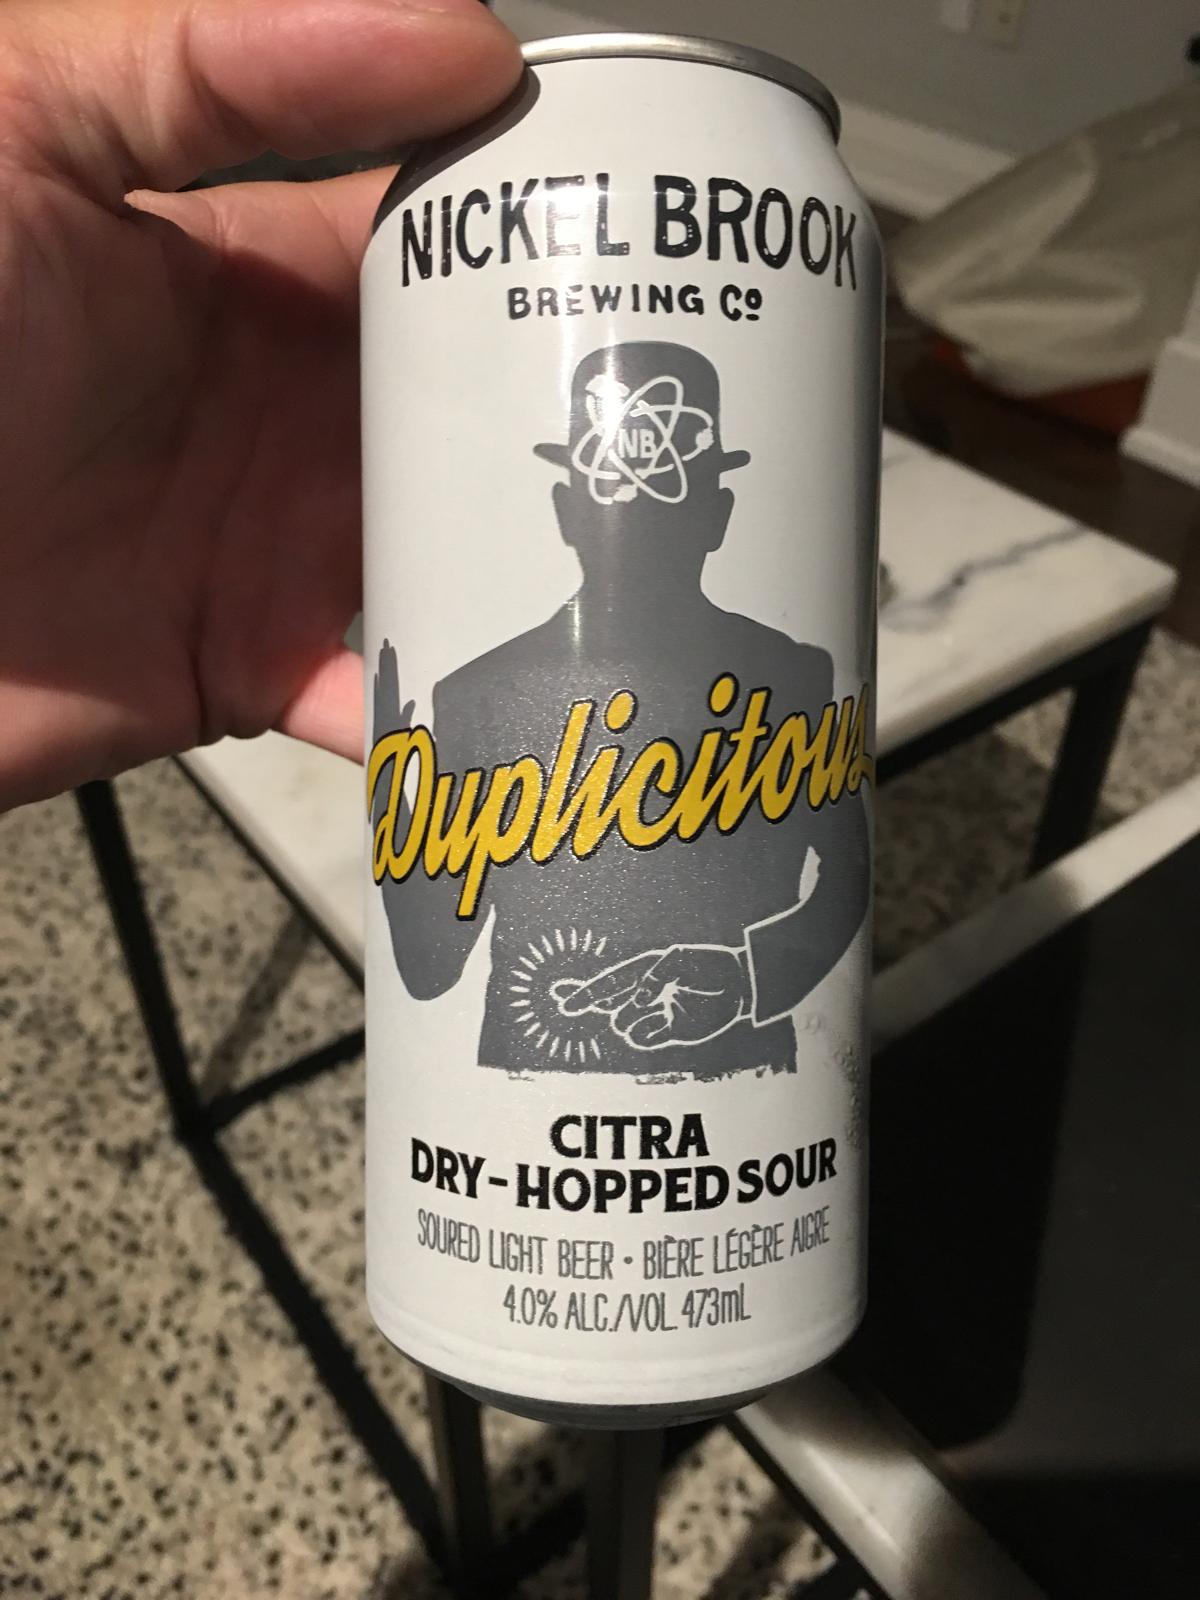 NICKEL BROOK
BREWING Co
NB
Duplicitous
CITRA
DRY-HOPPED SOUR
SOURED LIGHT BEER • BIÈRE LÉGÈRE AIGRE
4.0% ALC./VOL. 473mL